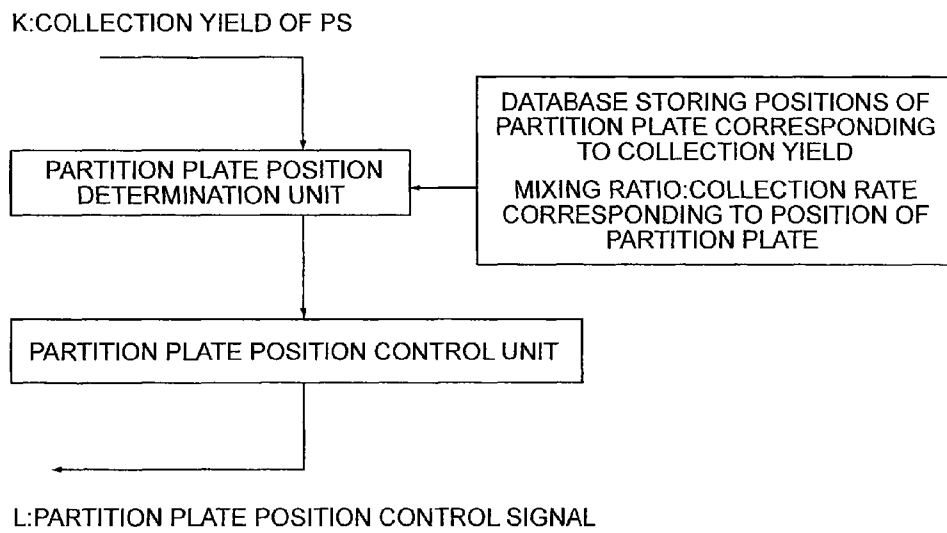 K:COLLECTION YIELD OF PS
DATABASE STORING POSITIONS OF
PARTITION PLATE CORRESPONDING
TO COLLECTION YIELD
MIXING RATIO:COLLECTION RATE
CORRESPONDING TO POSITION OF
PARTITION PLATE
PARTITION PLATE POSITION
DETERMINATION UNIT
PARTITION PLATE POSITION CONTROL UNIT
L:PARTITION PLATE POSITION CONTROL SIGNAL